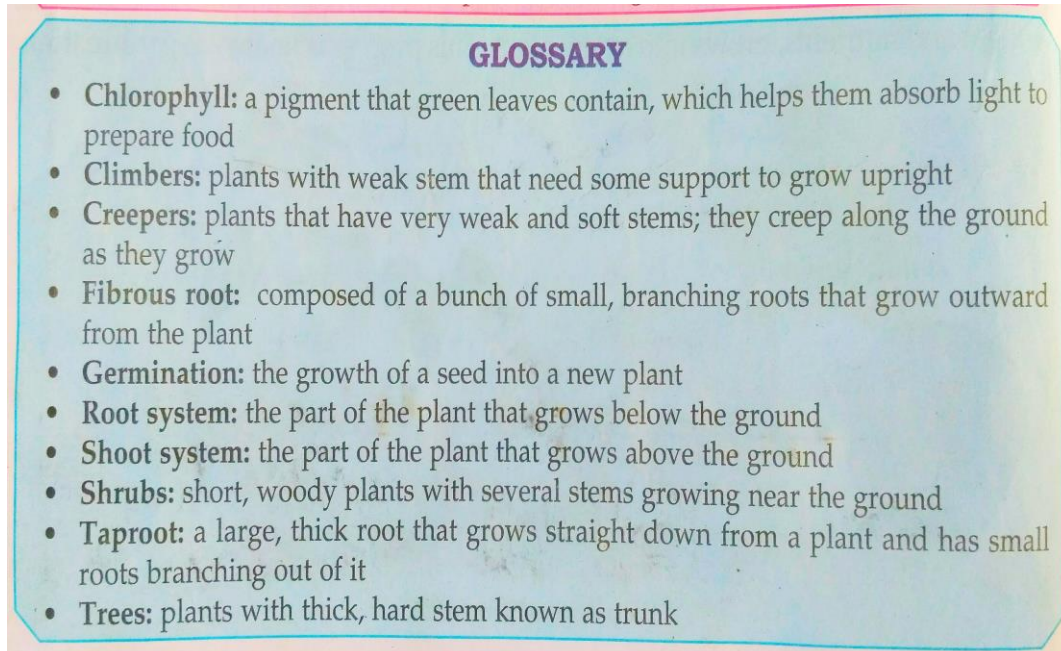 GLOSSARY
• Chlorophyll: a pigment that green leaves contain, which helps them absorb light to
prepare food
• Climbers: plants with weak stem that need some support to grow upright
• Creepers: plants that have very weak and soft stems; they creep along the ground
as they grow
• Fibrous root: composed of a bunch of small, branching roots that grow outward
from the plant
• Germination: the growth of a seed into a new plant
• Root system: the part of the plant that grows below the ground
• Shoot system: the part of the plant that grows above the ground
• Shrubs: short, woody plants with several stems growing near the ground
• Taproot: a large, thick root that grows straight down from a plant and has small
roots branching out of it
• Trees: plants with thick, hard stem known as trunk